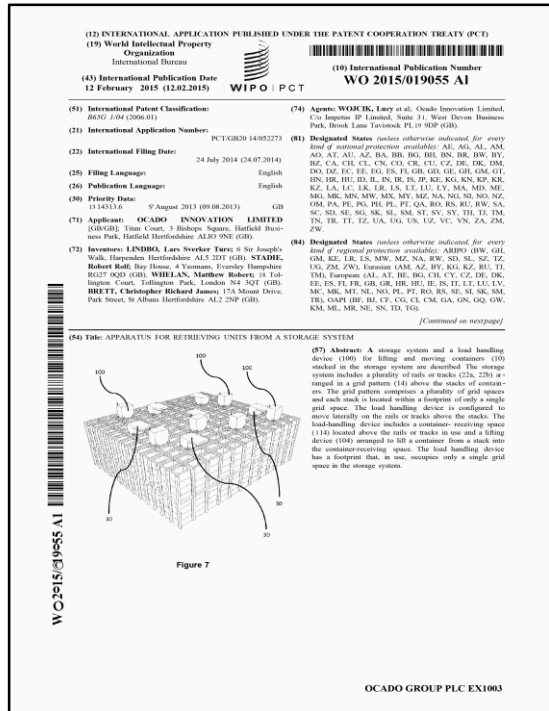 (12) INTERNATIONAL APPLICATION PUBLISHED UNDER THE PATENT COOPERATION TREATY (PCT)
(19) World Intellectual Property
Organization
International Bureau
(43) International Publication Date
12 February 2015 (12.02.2015)
WIPO | PCT
(10) International Publication Number
WO 2015/019055 A1
(51) International Patent Classification:
B65G 1/04 (2006.01)
(21) International Application Number:
PCT/GB20 14/052273
(22) International Filing Date:
24 July 2014 (24.07.2014)
(25) Filing Language: English
(26) Publication Language: English
(30) Priority Data:
13 14313.6 9 August 2013 (09.08.2013) GB
(71) Applicant: OCADO INNOVATION LIMITED
[GB/GB]; Titan Court, 3 Bishops Square, Hatfield Busi-
ness Park, Hatfield Hertfordshire AL10 9NE (GB).
(72) Inventors: LINDBO, Lars Sverker Ture; 6 Sir Joseph's
Walk, Harpenden Hertfordshire AL5 2DT (GB). STADIE,
Robert Rolf; Bay House, 4 Yeomans, Eversley Hampshire
RG27 0QD (GB). WHELAN, Matthew Robert; 18 Tol-
lington Court, Tollington Park, London N4 3QT (GB).
BRETT, Christopher Richard James; 17A Mount Drive,
Park Street, St Albans Hertfordshire AL2 2NP (GB).
(74) Agents: WOJCIK, Lucy et al; Ocado Innovation Limited,
C/o Impetus IP Limited, Suite 31, West Devon Business
Park, Brook Lane Tavistock PL19 9DP (GB).
(81) Designated States (unless otherwise indicated, for every
kind of national protection available): AE, AG, AL, AM,
AO, AT, AU, AZ, BA, BB, BG, BH, BN, BR, BW, BY,
BZ, CA, CH, CL, CN, CO, CR, CU, CZ, DE, DK, DM,
DO, DZ, EC, EE, EG, ES, FI, GB, GD, GE, GH, GM, GT,
HN, HR, HU, ID, IL, IN, IR, IS, JP, KE, KG, KN, KP, KR,
KZ, LA, LC, LK, LR, LS, LT, LU, LY, MA, MD, ME,
MG, MK, MN, MW, MX, MY, MZ, NA, NG, NI, NO, NZ,
OM, PA, PE, PG, PH, PL, PT, QA, RO, RS, RU, RW, SA,
SC, SD, SE, SG, SK, SL, SM, ST, SV, SY, TH, TJ, TM,
TN, TR, TT, TZ, UA, UG, US, UZ, VC, VN, ZA, ZM,
ZW.
(84) Designated States (unless otherwise indicated, for every
kind of regional protection available): ARIPO (BW, GH,
GM, KE, LR, LS, MW, MZ, NA, RW, SD, SL, SZ, TZ,
UG, ZM, ZW), Eurasian (AM, AZ, BY, KG, KZ, RU, TJ,
TM), European (AL, AT, BE, BG, CH, CY, CZ, DE, DK,
EE, ES, FI, FR, GB, GR, HR, HU, IE, IS, IT, LT, LU, LV,
MC, MK, MT, NL, NO, PL, PT, RO, RS, SE, SI, SK, SM,
TR), OAPI (BF, BJ, CF, CG, CI, CM, GA, GN, GQ, GW,
KM, ML, MR, NE, SN, TD, TG).
[Continued on nextpage]
(54) Title: APPARATUS FOR RETRIEVING UNITS FROM A STORAGE SYSTEM
100
100
100
30
30
30
Figure 7
(57) Abstract: A storage system and a load handling
device (100) for lifting and moving containers (10)
stacked in the storage system are described The storage
system includes a plurality of rails or tracks (22a, 22b) ar-
ranged in a grid pattern (14) above the stacks of contain-
ers. The grid pattern comprises a plurality of grid spaces
and each stack is located within a footprint of only a single
grid space. The load handling device is configured to
move laterally on the rails or tracks above the stacks. The
load-handling device includes a container- receiving space
(114) located above the rails or tracks in use and a lifting
device (104) arranged to lift a container from a stack into
the container-receiving space. The load handling device
has a footprint that, in use, occupies only a single grid
space in the storage system.
WO 2015/019055 A1
OCADO GROUP PLC EX1003